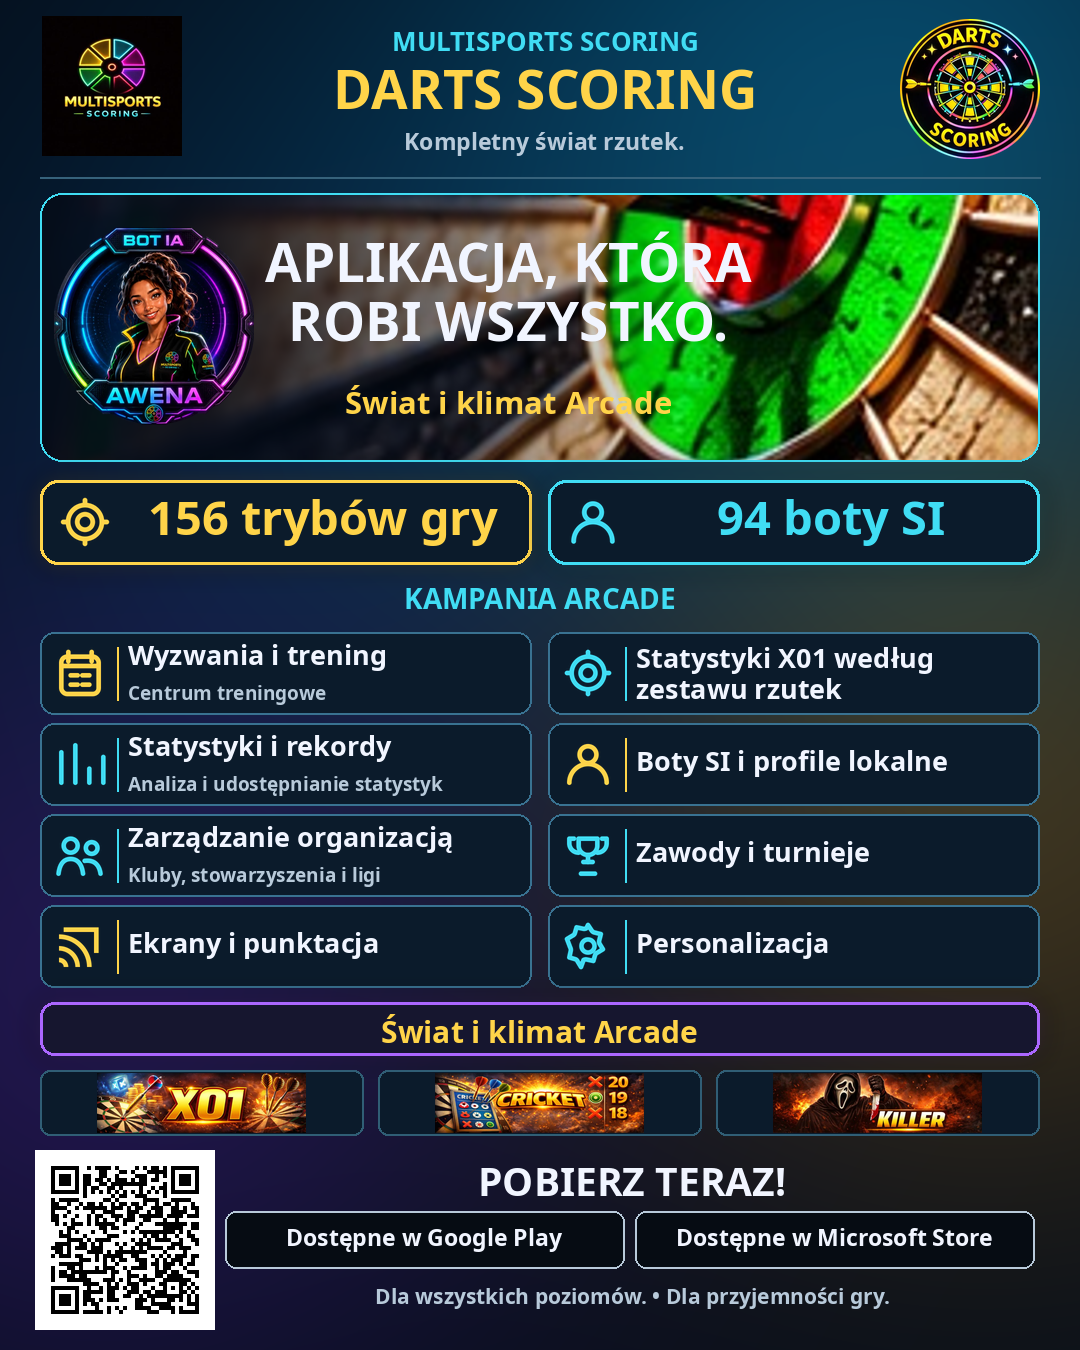 MULTISPORTS
SCORING
MULTISPORTS SCORING
DARTS SCORING
Kompletny świat rzutek.
DARTS
SCORING
BOT IA
AWENA
APLIKACJA, KTÓRA
ROBI WSZYSTKO.
Świat i klimat Arcade
156 trybów gry
94 boty SI
KAMPANIA ARCADE
Wyzwania i trening
Centrum treningowe
Statystyki X01 według
zestawu rzutek
Statystyki i rekordy
Analiza i udostępnianie statystyk
Boty SI i profile lokalne
Zarządzanie organizacją
Kluby, stowarzyszenia i ligi
Zawody i turnieje
Ekrany i punktacja
Personalizacja
Świat i klimat Arcade
X01
CRICKET
CRICKET
20
19
18
KILLER
POBIERZ TERAZ!
Dostępne w Google Play
Dostępne w Microsoft Store
Dla wszystkich poziomów. • Dla przyjemności gry.